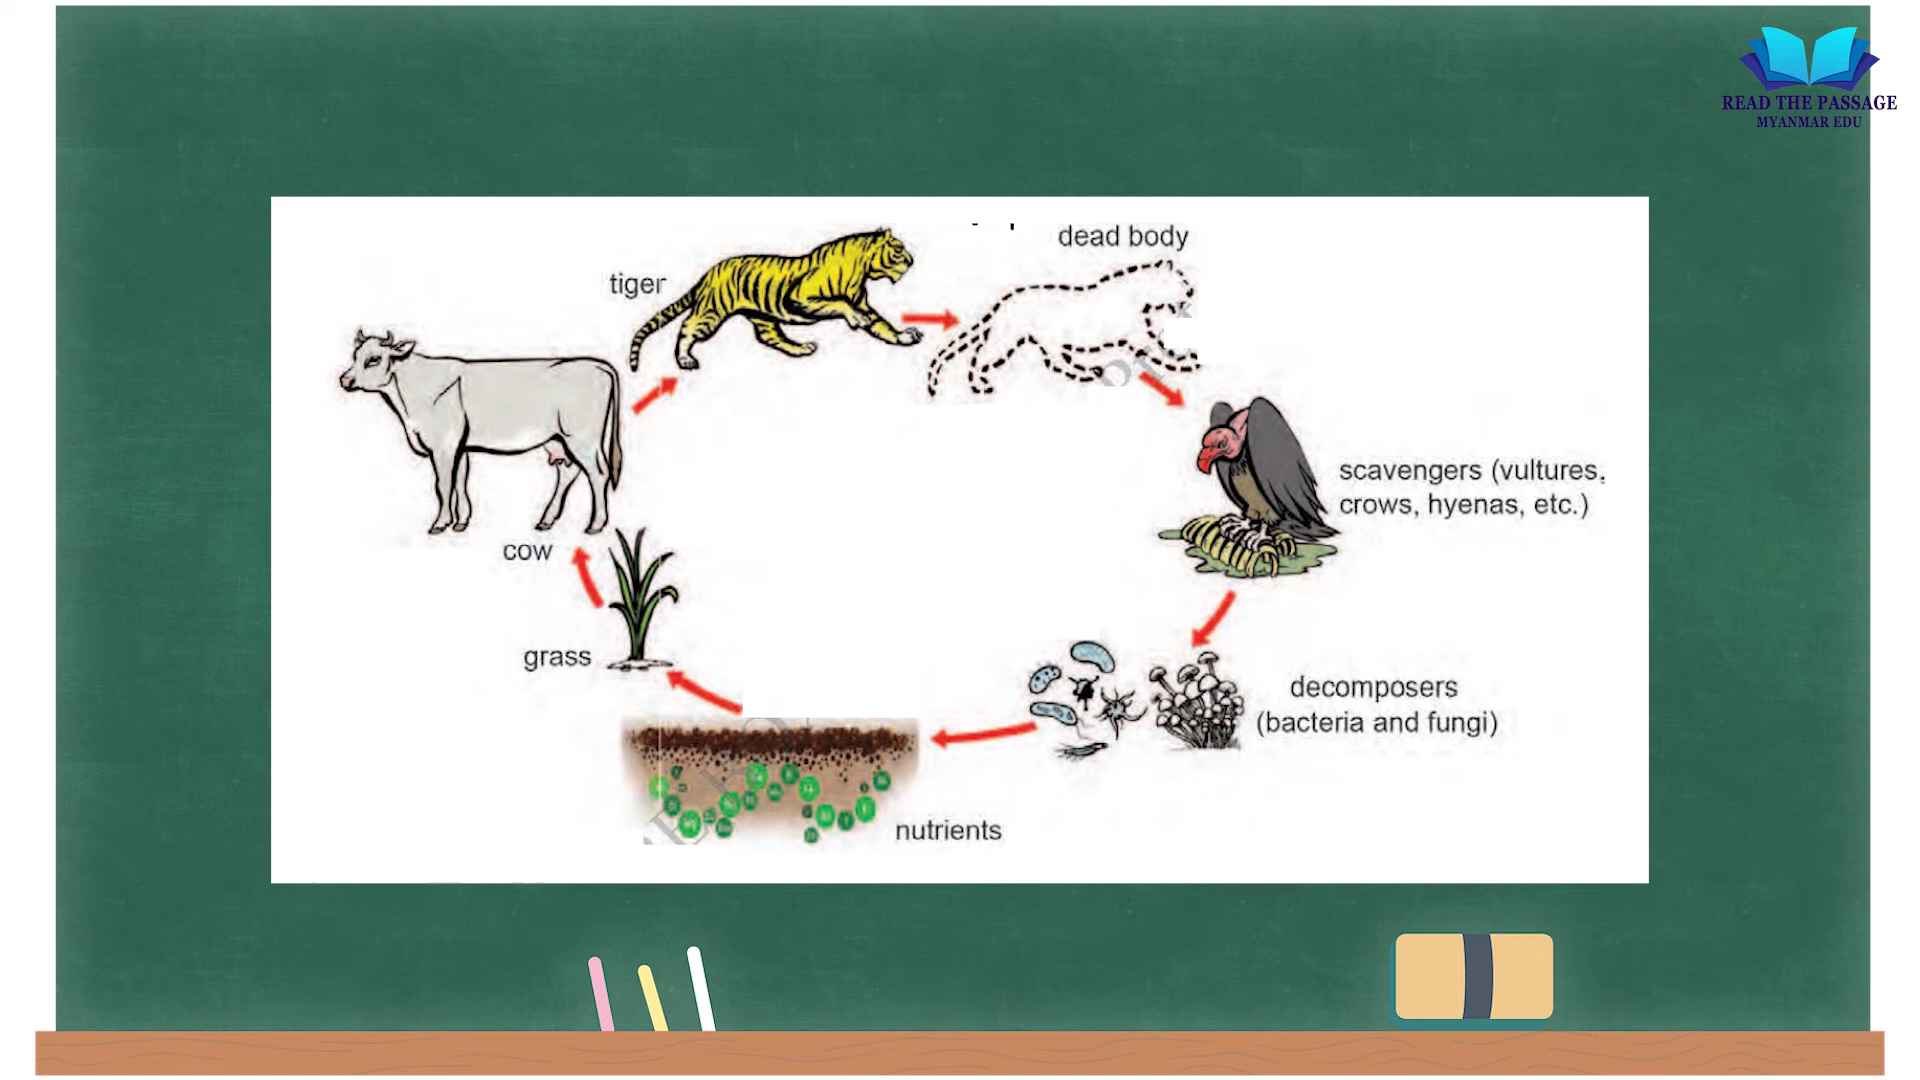 READ THE PASSAGE
MYANMAR EDU
dead body
tiger
scavengers (vultures,
crows, hyenas, etc.)
cow
grass
decomposers
(bacteria and fungi)
nutrients